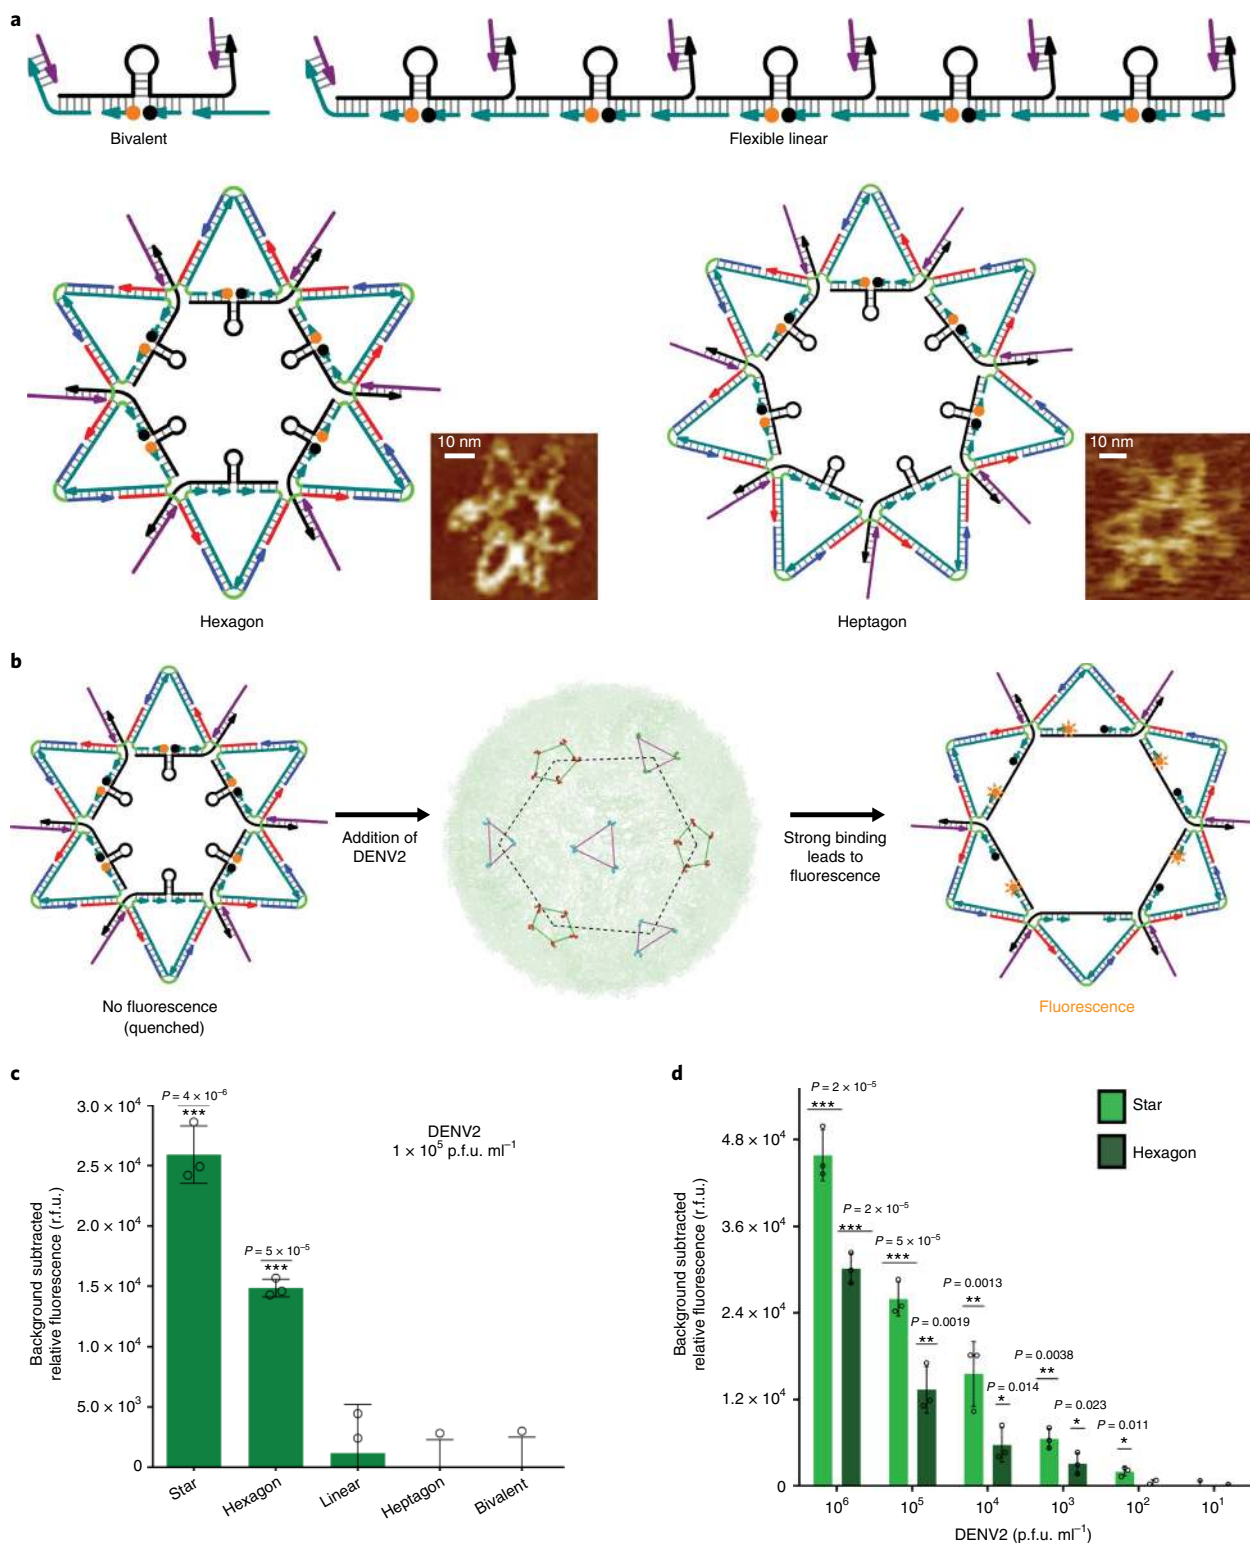 a
Bivalent
Flexible linear
10 nm
10 nm
Hexagon
Heptagon
b
Addition of
DENV2
Strong binding
leads to
fluorescence
No fluorescence
(quenched)
Fluorescence
c
Background subtracted
relative fluorescence (r.f.u.)
3.0 × 10⁴
2.5 × 10⁴
2.0 × 10⁴
1.5 × 10⁴
1.0 × 10⁴
5.0 × 10³
0
P = 4 × 10⁻⁶
***
P = 5 × 10⁻⁵
***
DENV2
1 × 10⁵ p.f.u. ml⁻¹
Star
Hexagon
Linear
Heptagon
Bivalent
d
Background subtracted
relative fluorescence (r.f.u.)
4.8 × 10⁴
3.6 × 10⁴
2.4 × 10⁴
1.2 × 10⁴
0
P = 2 × 10⁻⁵
***
P = 2 × 10⁻⁵
***
P = 5 × 10⁻⁵
***
P = 0.0019
**
P = 0.0013
**
P = 0.014
*
P = 0.0038
**
P = 0.023
*
P = 0.011
*
Star
Hexagon
10⁶
10⁵
10⁴
10³
10²
10¹
DENV2 (p.f.u. ml⁻¹)